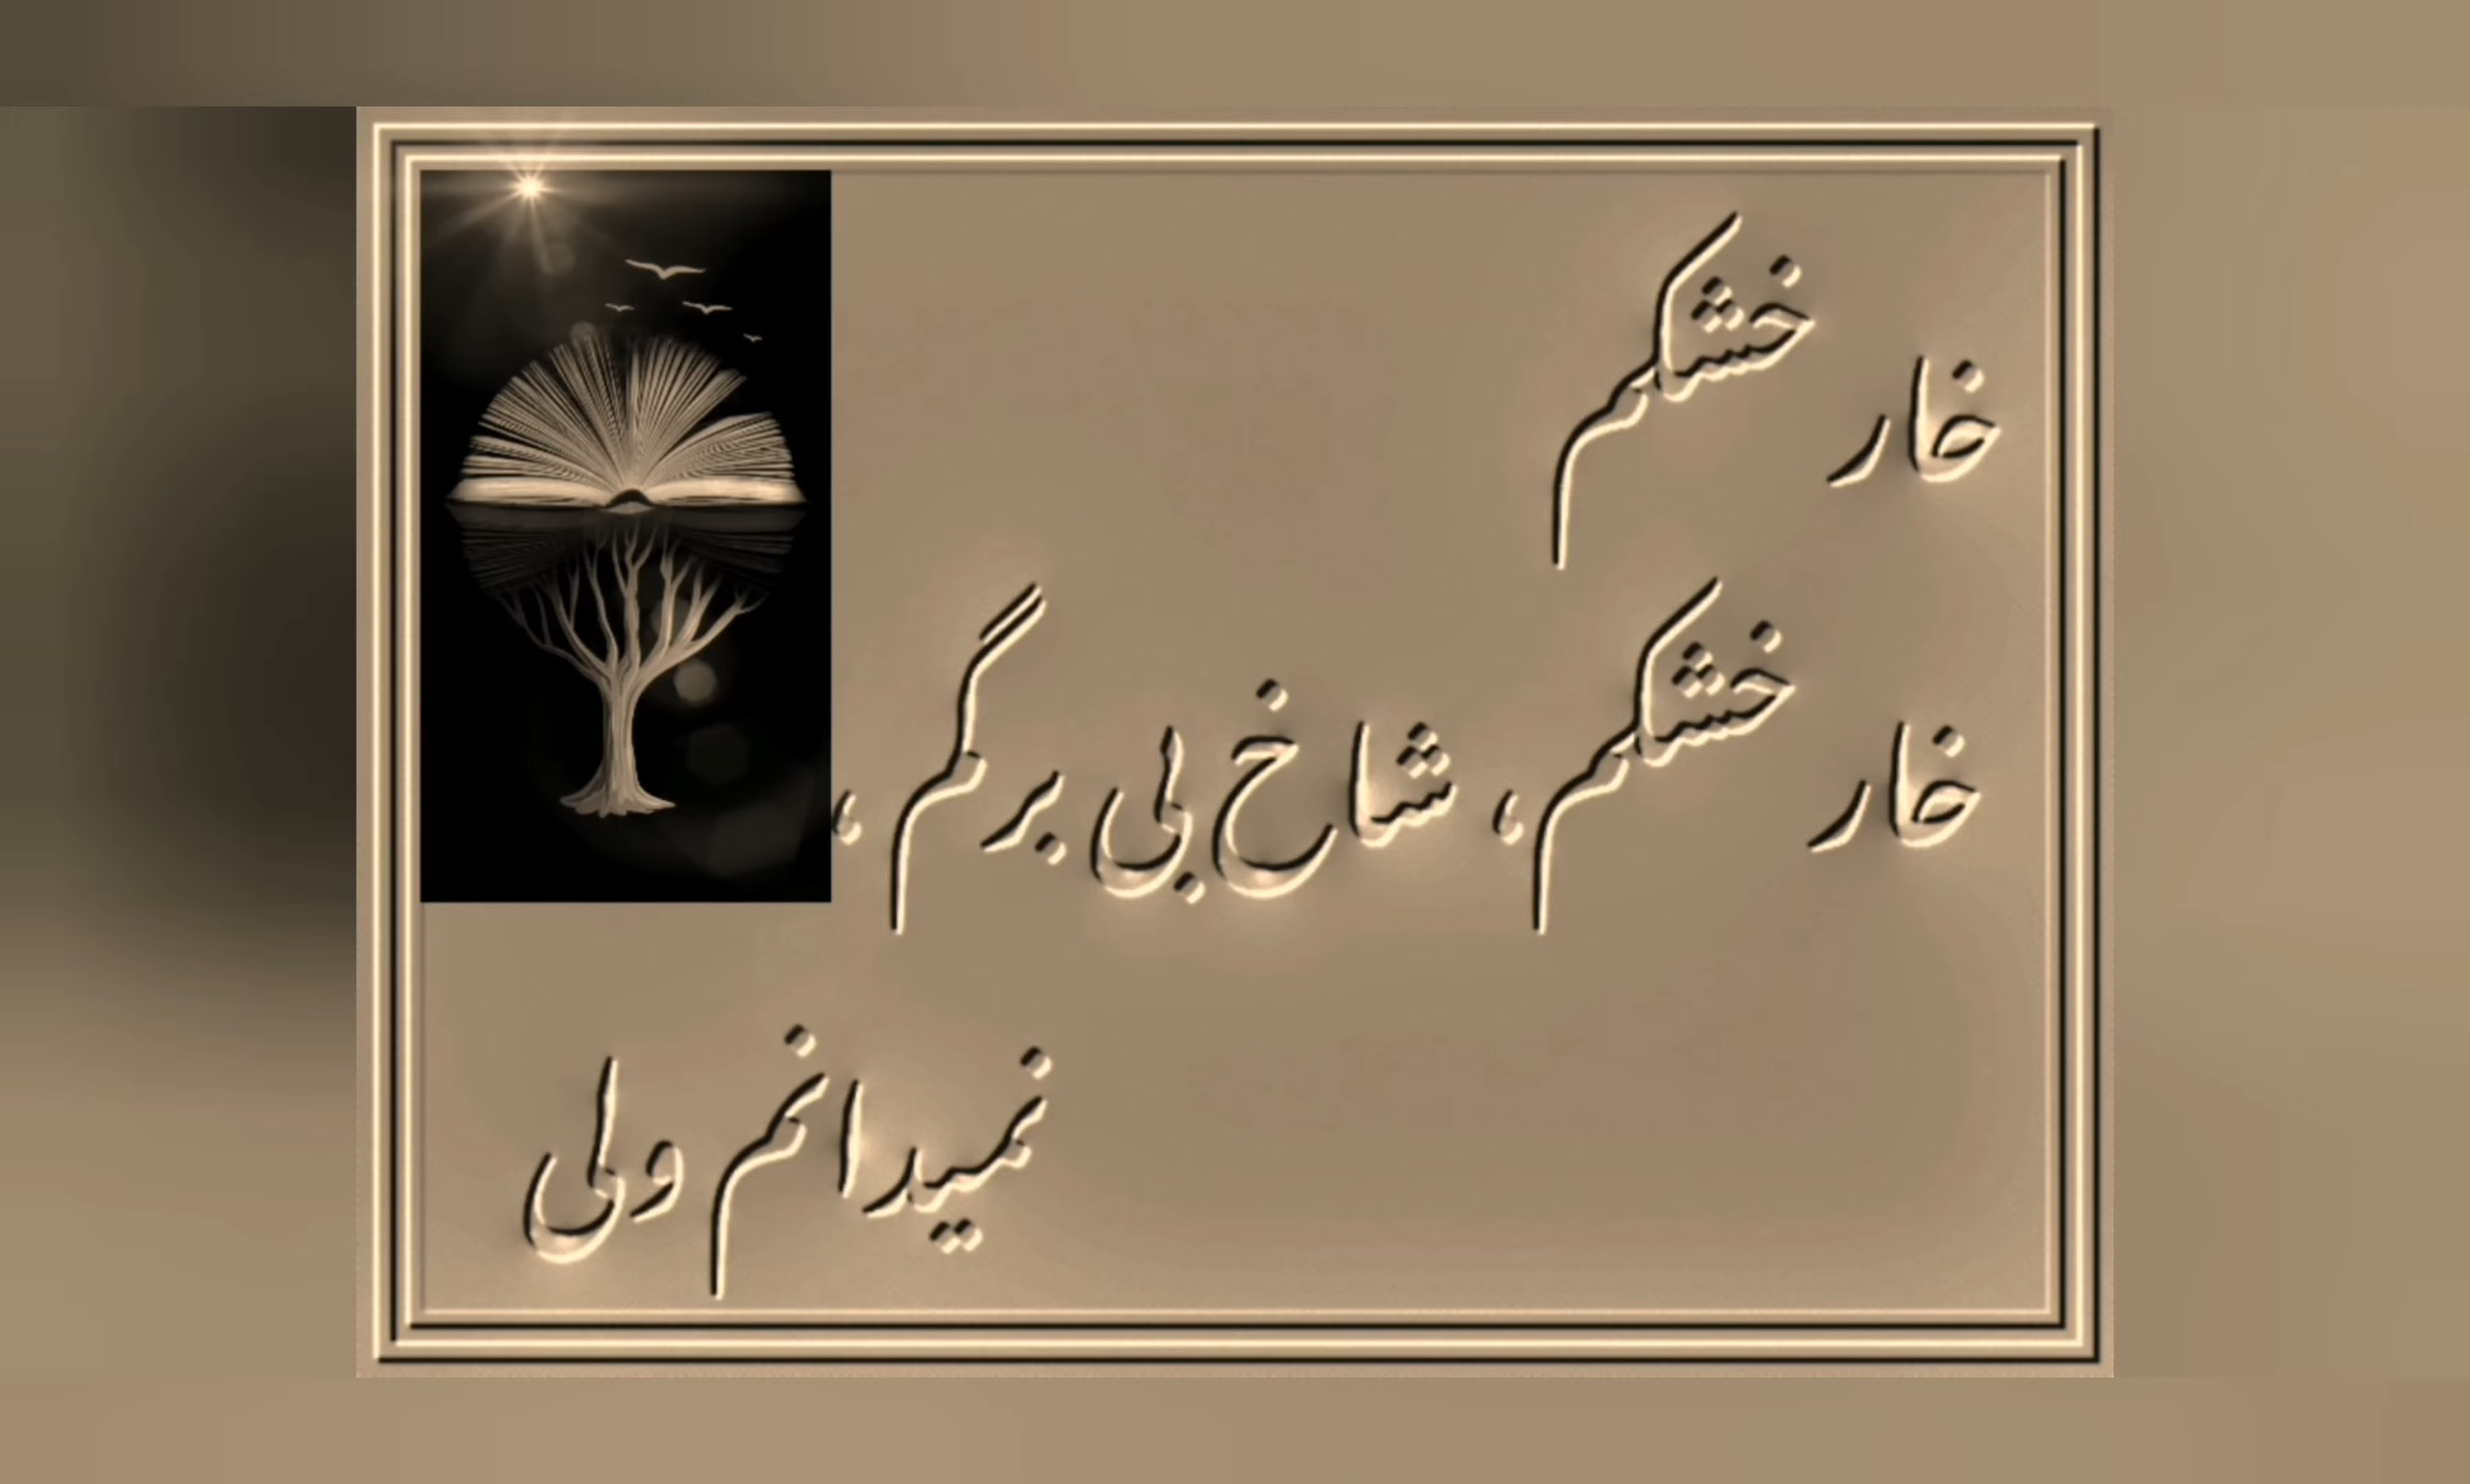 خار خشکم
خار خشکم، شاخ بی برگم،
نمیدانم ولی